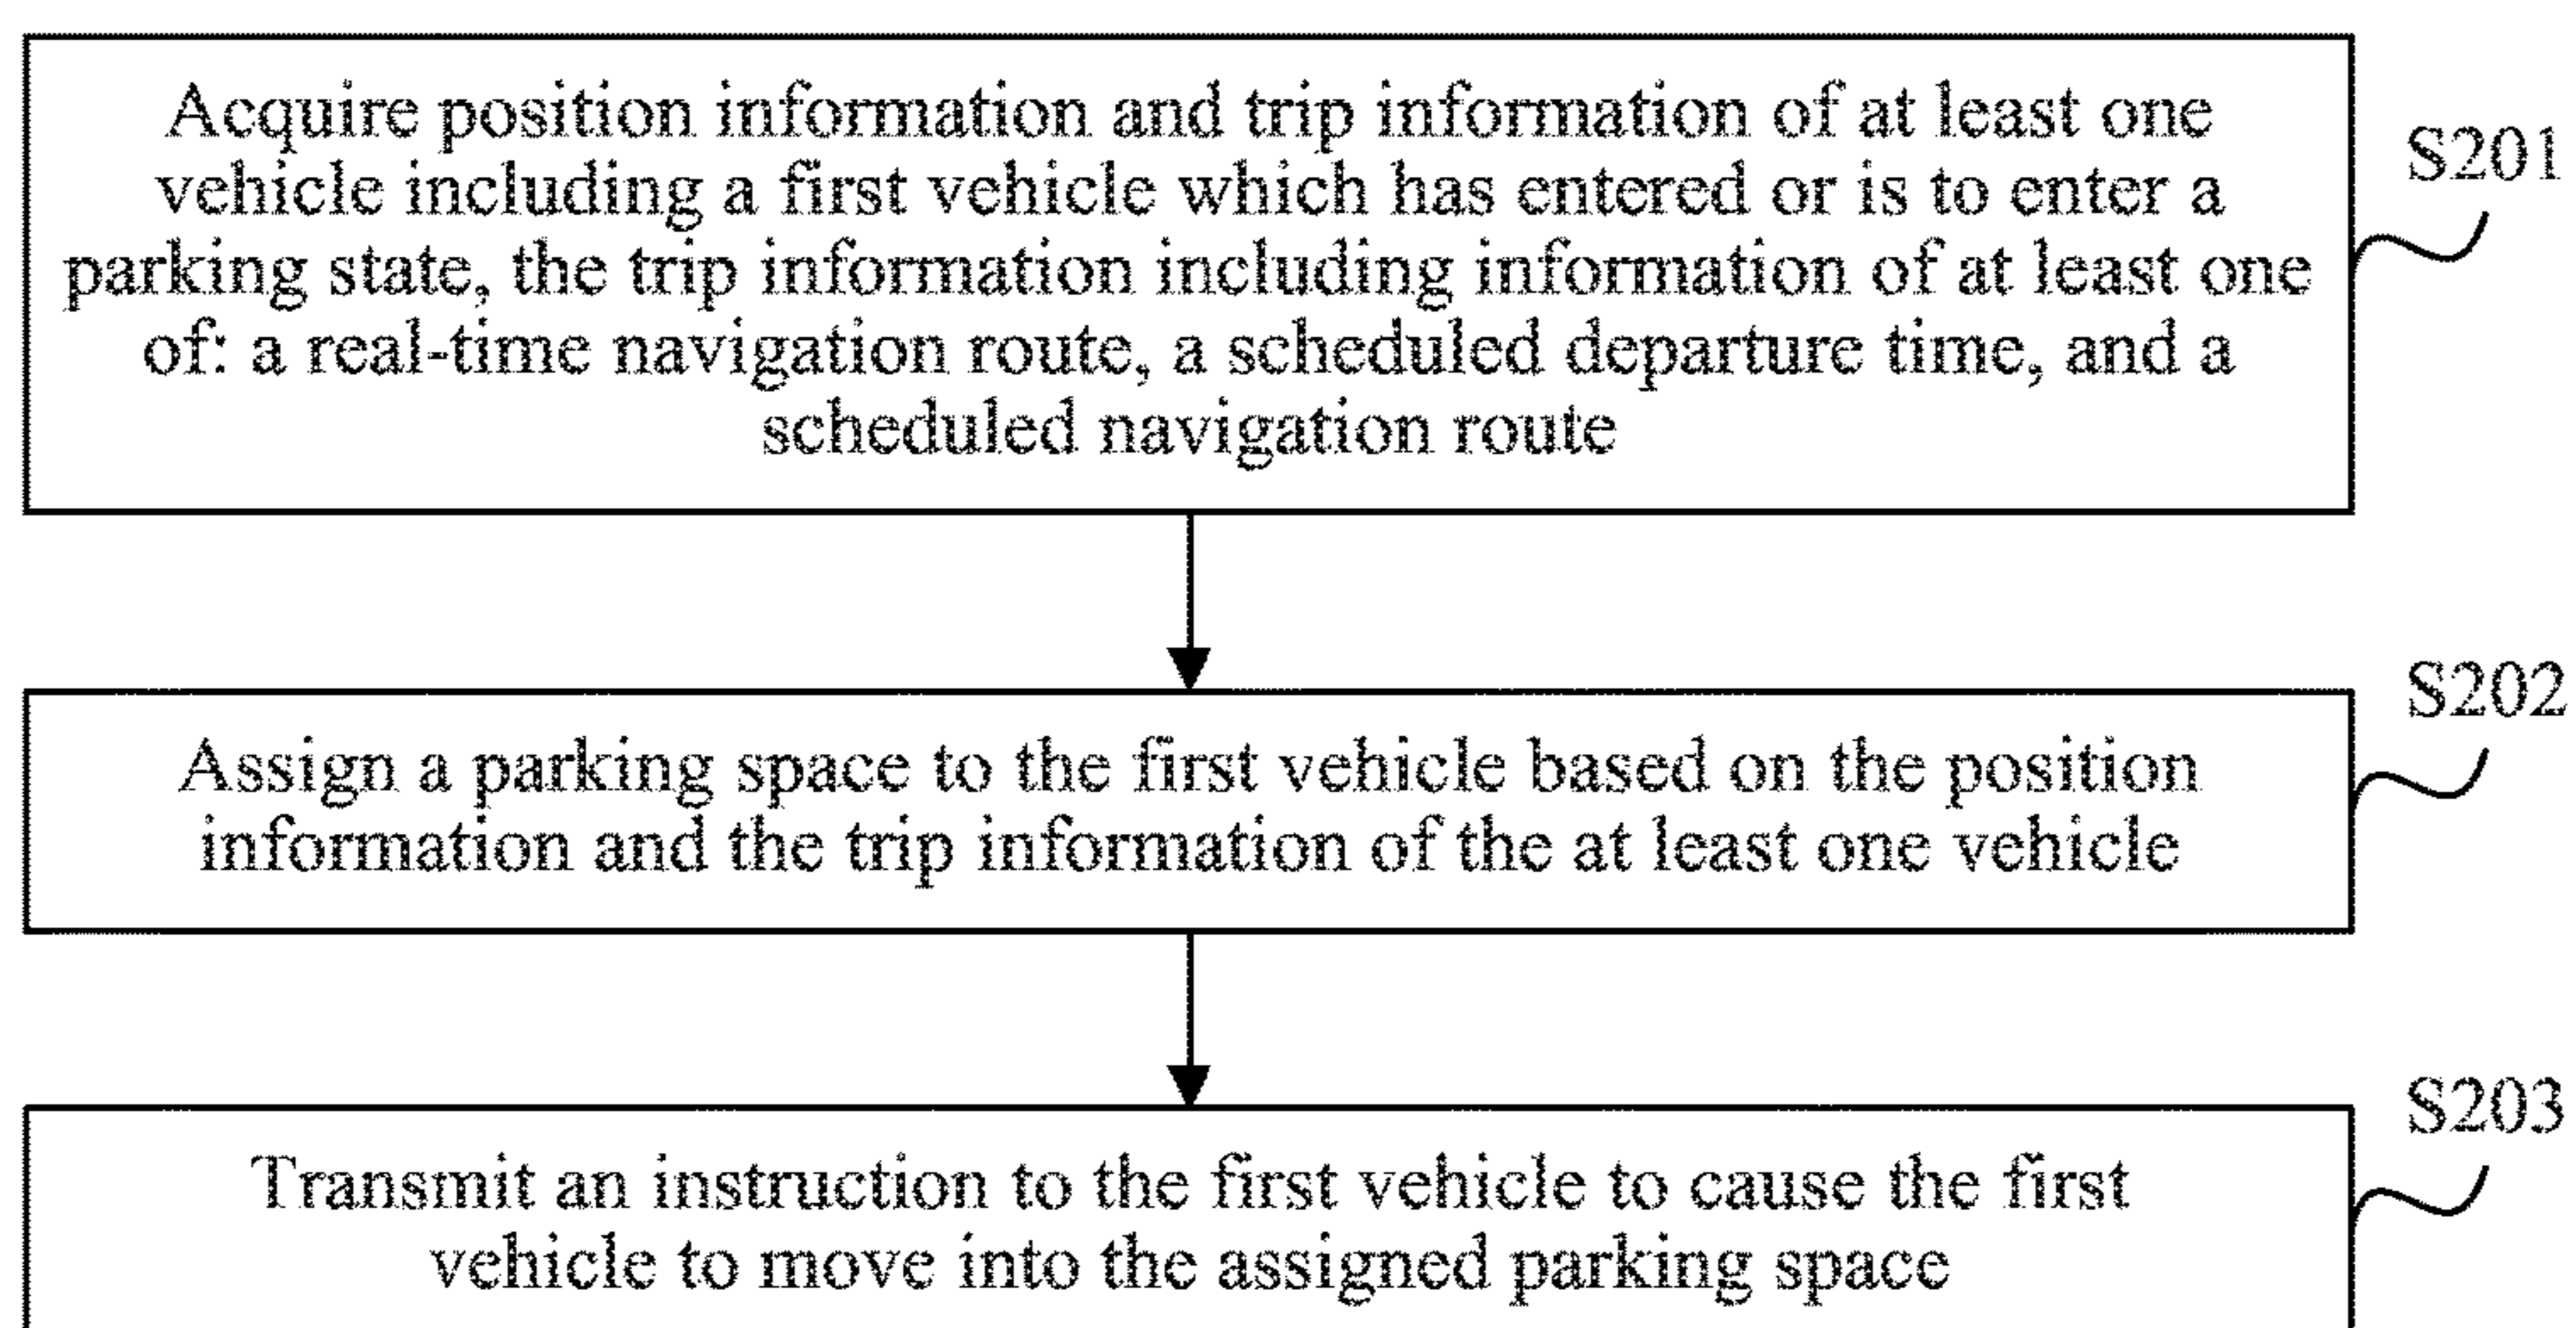 Acquire position information and trip information of at least one
vehicle including a first vehicle which has entered or is to enter a
parking state, the trip information including information of at least one
of: a real-time navigation route, a scheduled departure time, and a
scheduled navigation route
S201
Assign a parking space to the first vehicle based on the position
information and the trip information of the at least one vehicle
S202
Transmit an instruction to the first vehicle to cause the first
vehicle to move into the assigned parking space
S203